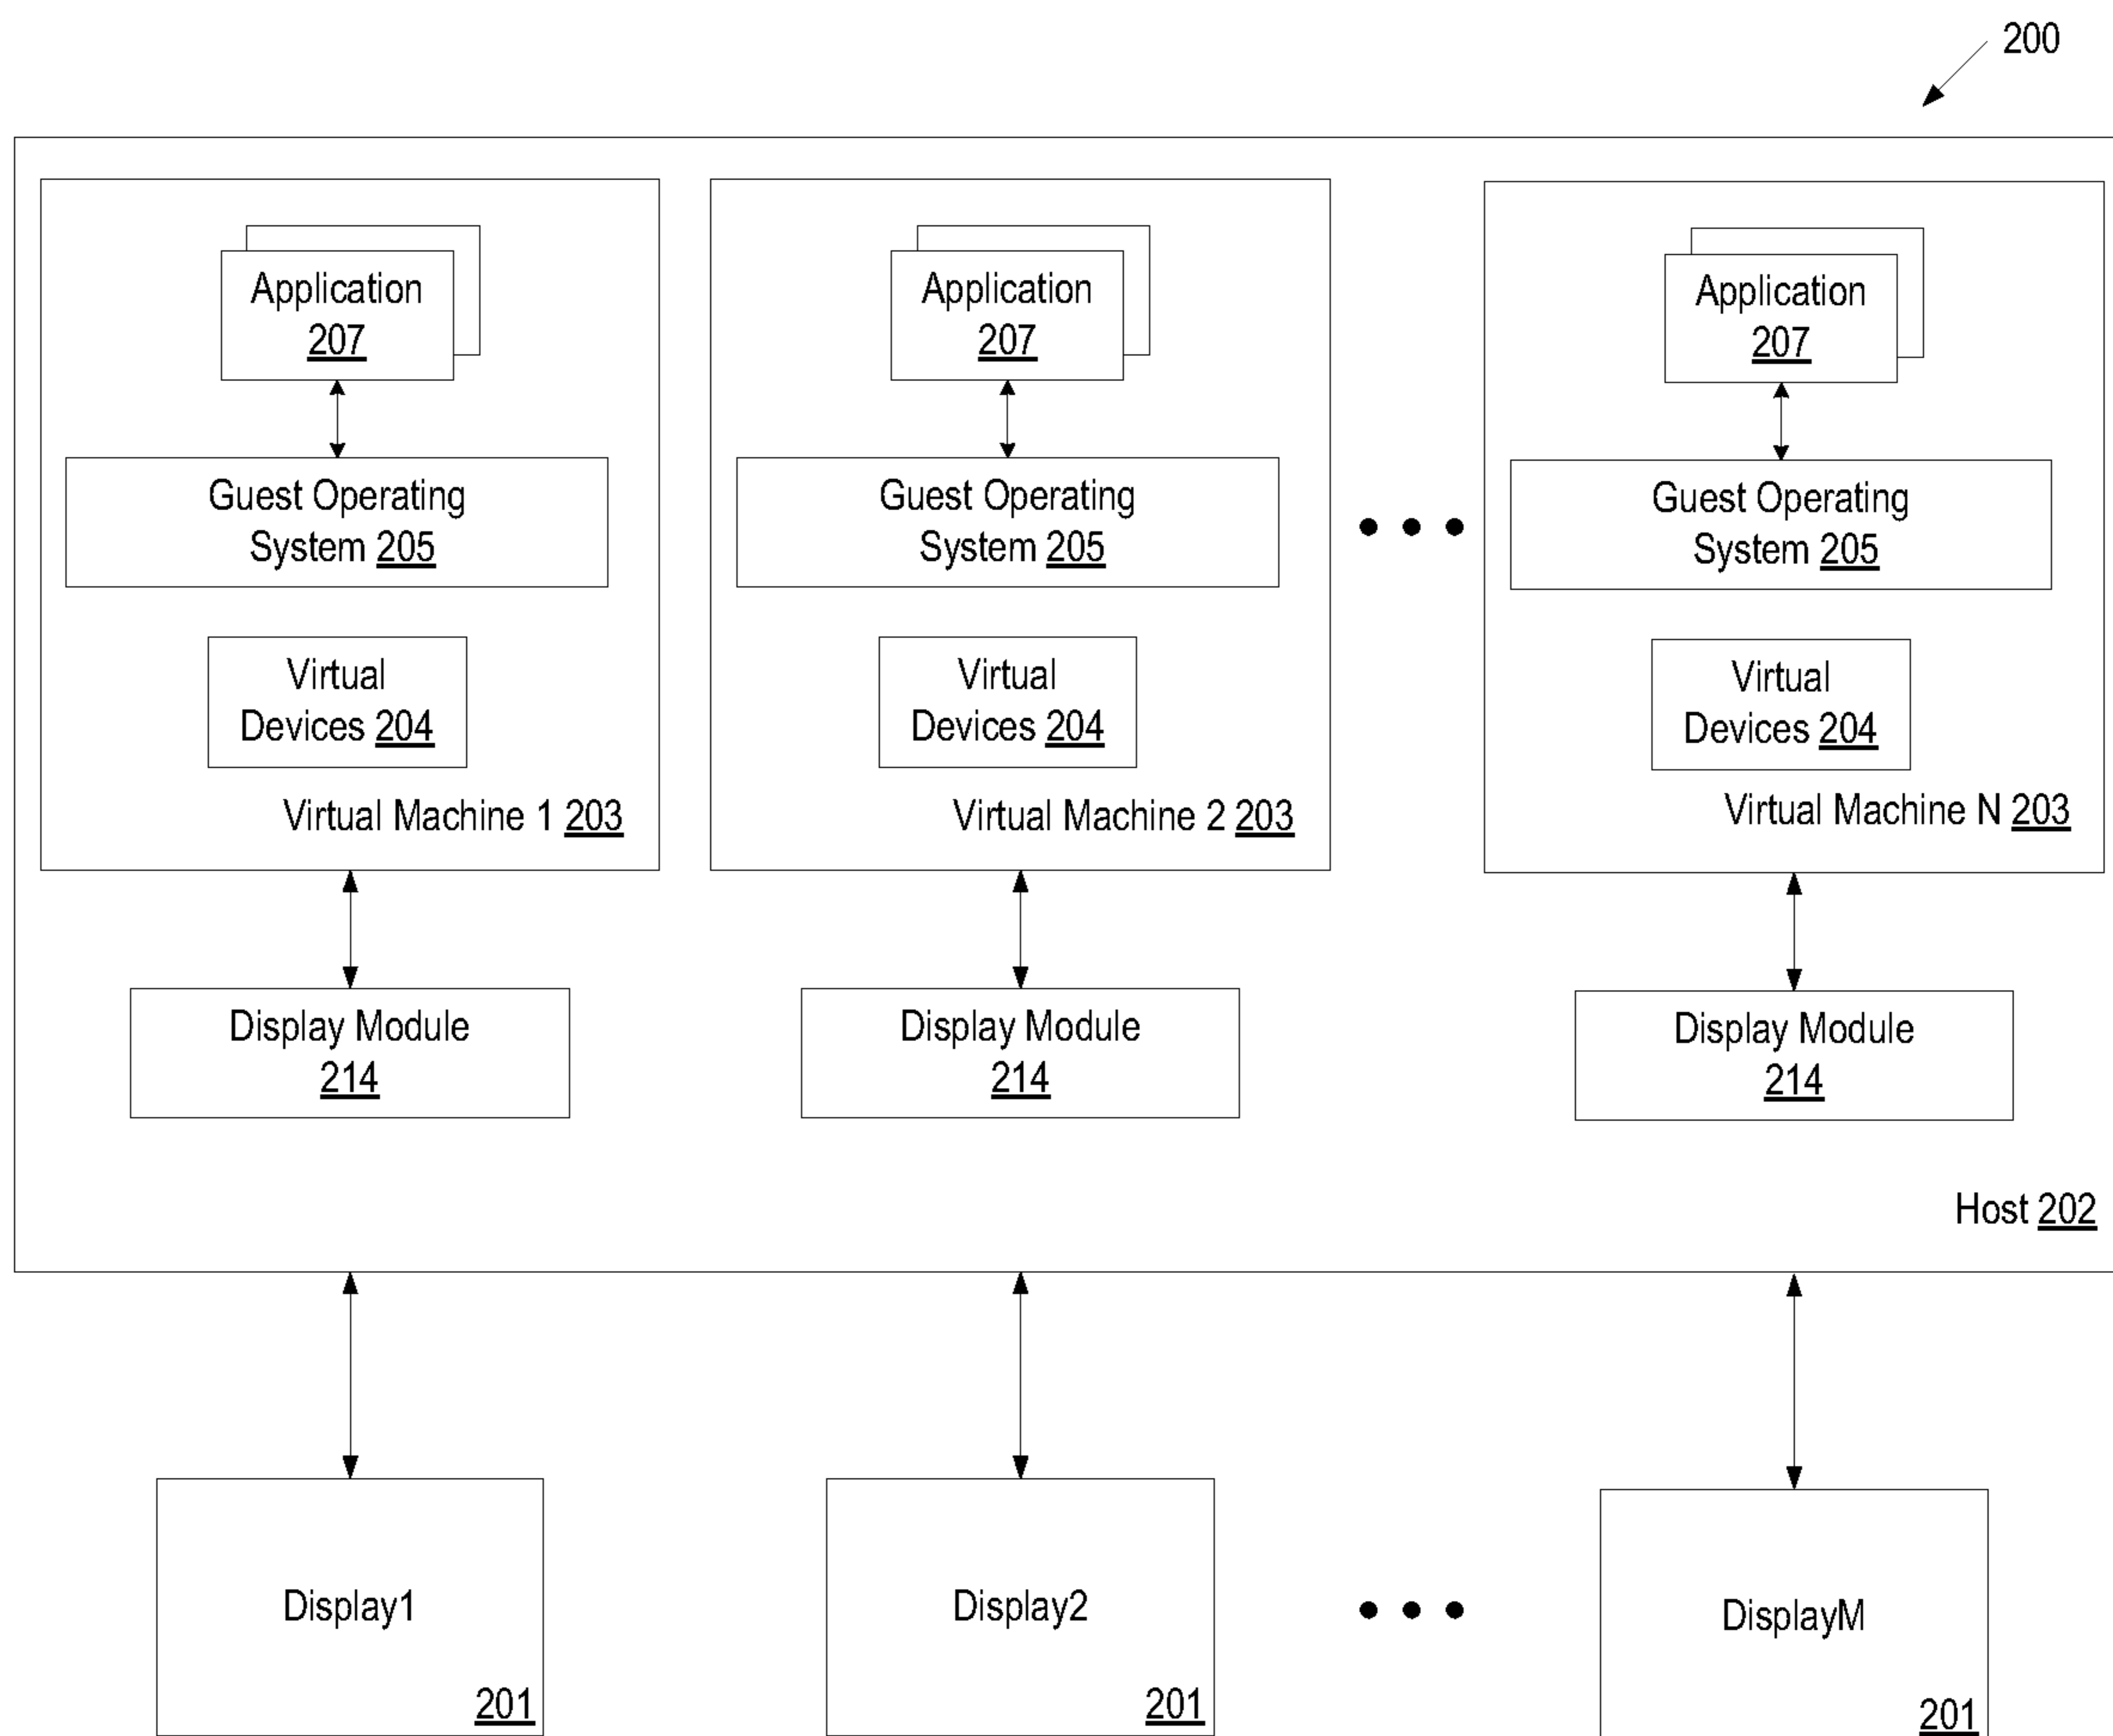 200
Application
207
Application
207
Application
207
Guest Operating
System 205
Guest Operating
System 205
Guest Operating
System 205
Virtual
Devices 204
Virtual
Devices 204
Virtual
Devices 204
Virtual Machine 1 203
Virtual Machine 2 203
Virtual Machine N 203
Display Module
214
Display Module
214
Display Module
214
Host 202
Display1
201
Display2
201
DisplayM
201